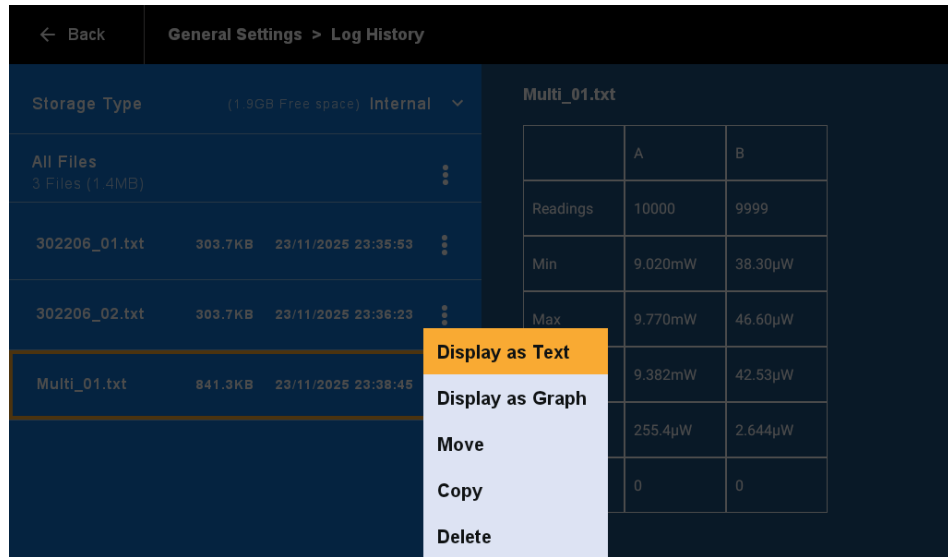 ← Back General Settings > Log History
Storage Type (1.9GB Free space) Internal
All Files
3 Files (1.4MB)
302206_01.txt 303.7KB 23/11/2025 23:35:53
302206_02.txt 303.7KB 23/11/2025 23:36:23
Multi_01.txt 841.3KB 23/11/2025 23:38:45
Display as Text
Display as Graph
Move
Copy
Delete
Multi_01.txt
A B
Readings 10000 9999
Min 9.020mW 38.30µW
Max 9.770mW 46.60µW
9.382mW 42.53µW
255.4µW 2.644µW
0 0